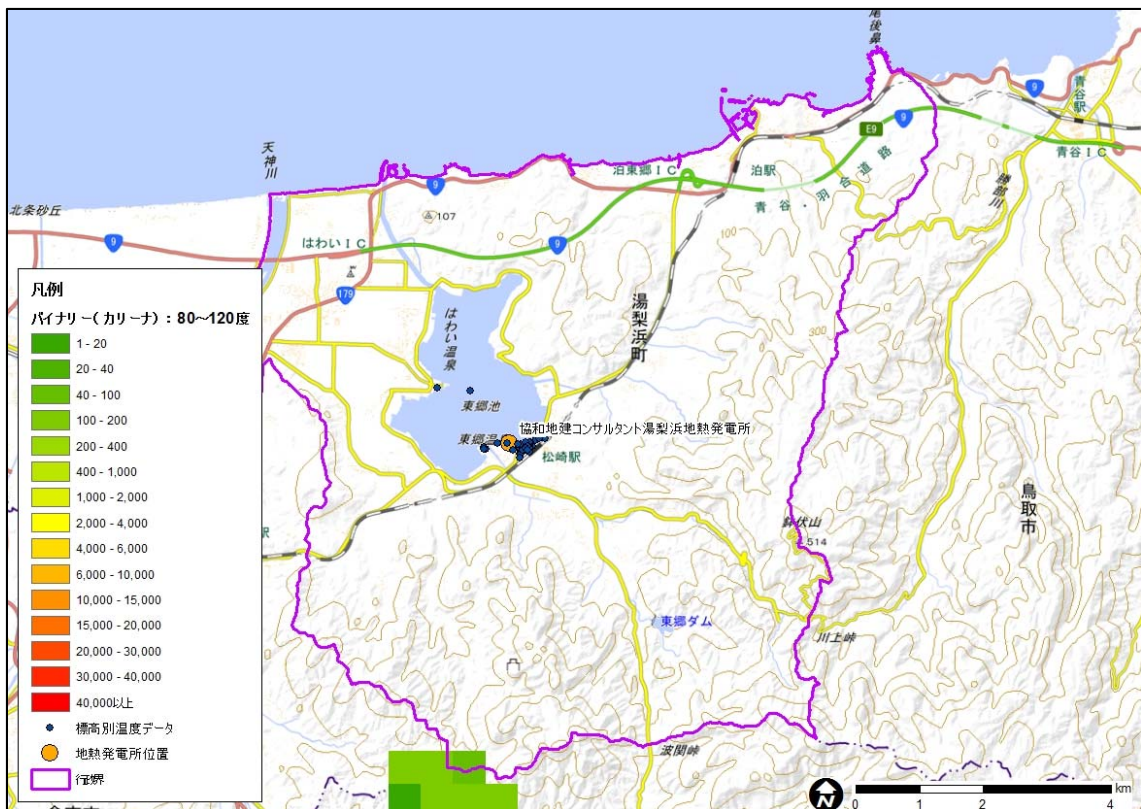 尾後鼻
9
青谷駅
E9
9
天神川
青谷IC
泊東郷IC
泊駅
勝部川
9
北条砂丘
107
青谷・羽合道路
9
はわいIC
9
100
凡例
バイナリー(カリーナ):80~120度
1 - 20
20 - 40
40 - 100
100 - 200
200 - 400
400 - 1,000
1,000 - 2,000
2,000 - 4,000
4,000 - 6,000
6,000 - 10,000
10,000 - 15,000
15,000 - 20,000
20,000 - 30,000
30,000 - 40,000
40,000以上
標高別温度データ
地熱発電所位置
179
はわい温泉
湯梨浜町
300
東郷池
協和地建コンサルタント湯梨浜地熱発電所
東郷温
松崎駅
鳥取市
鉢伏山
514
駅
東郷ダム
川上峠
波関峠
N
km
0 1 2 4